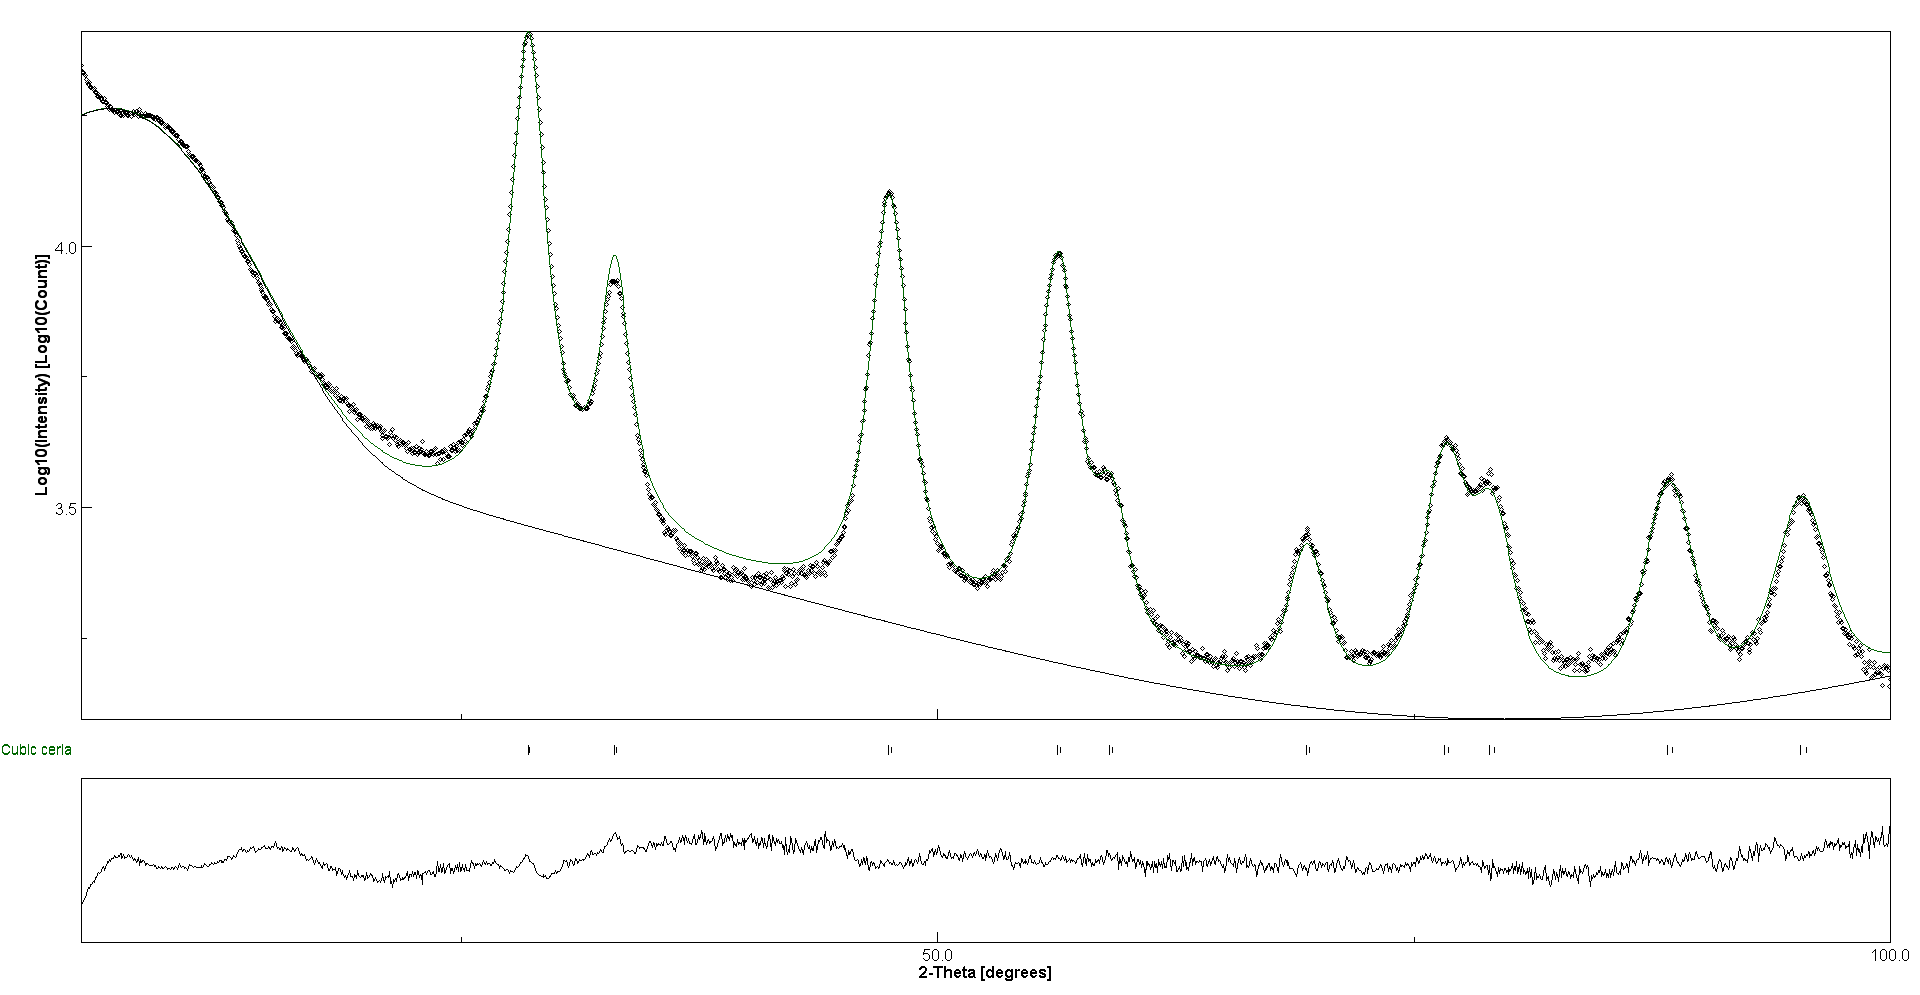 Log10(Intensity) [Log10(Count)]
4.0
3.5
Cubic ceria
50.0
100.0
2-Theta [degrees]